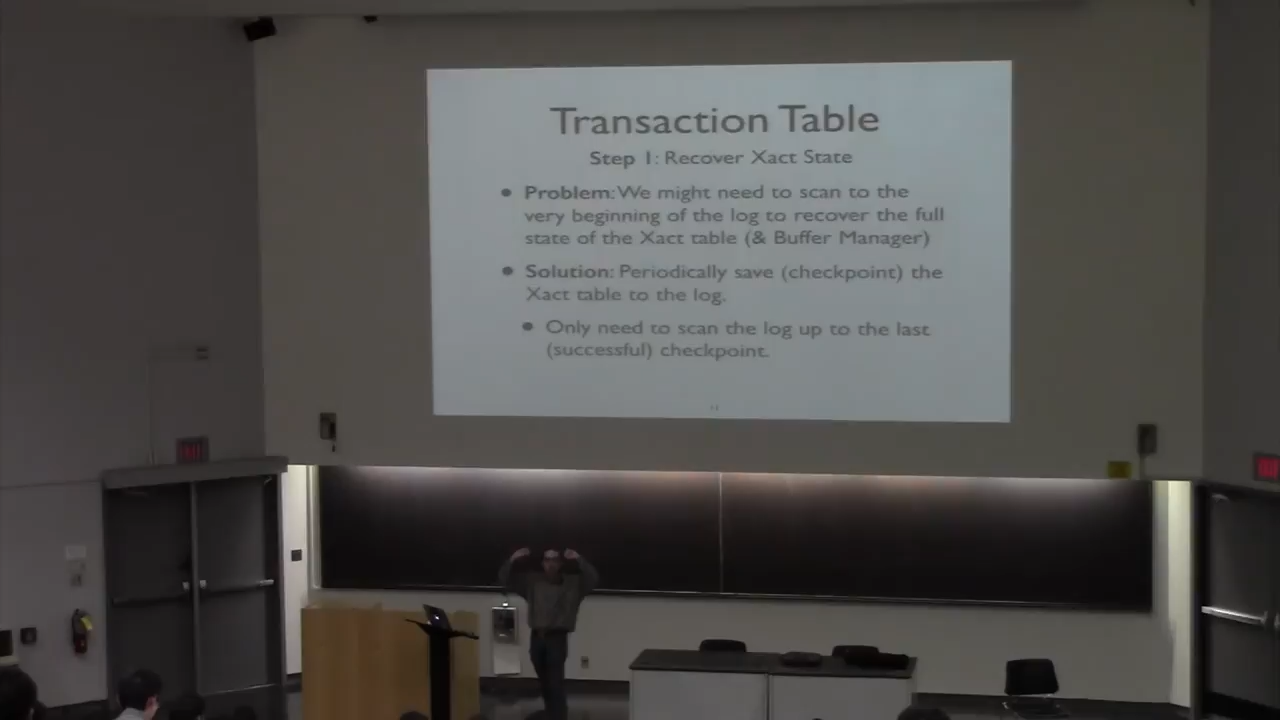 Transaction Table
Step 1: Recover Xact State
• Problem: We might need to scan to the
very beginning of the log to recover the full
state of the Xact table (& Buffer Manager)
• Solution: Periodically save (checkpoint) the
Xact table to the log.
• Only need to scan the log up to the last
(successful) checkpoint.